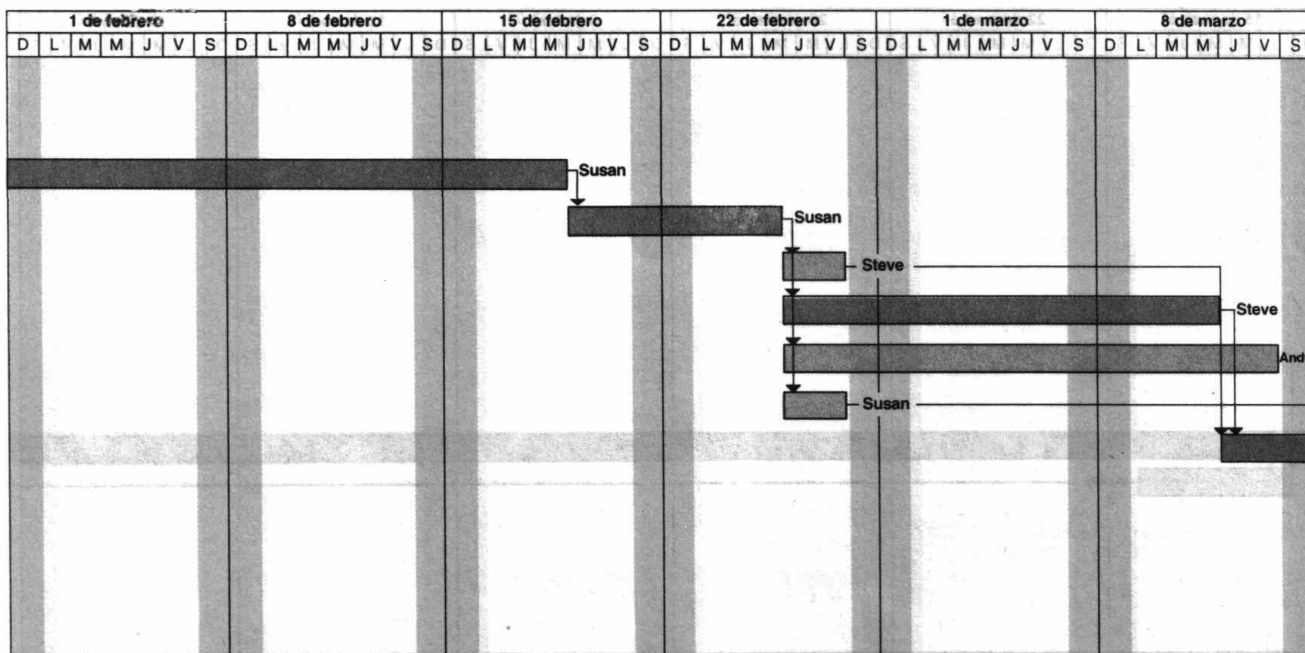 1 de febrero 8 de febrero 15 de febrero 22 de febrero 1 de marzo 8 de marzo
D L M M J V S D L M M J V S D L M M J V S D L M M J V S D L M M J V S D L M M J V S
Susan
Susan
Steve
Steve
And
Susan